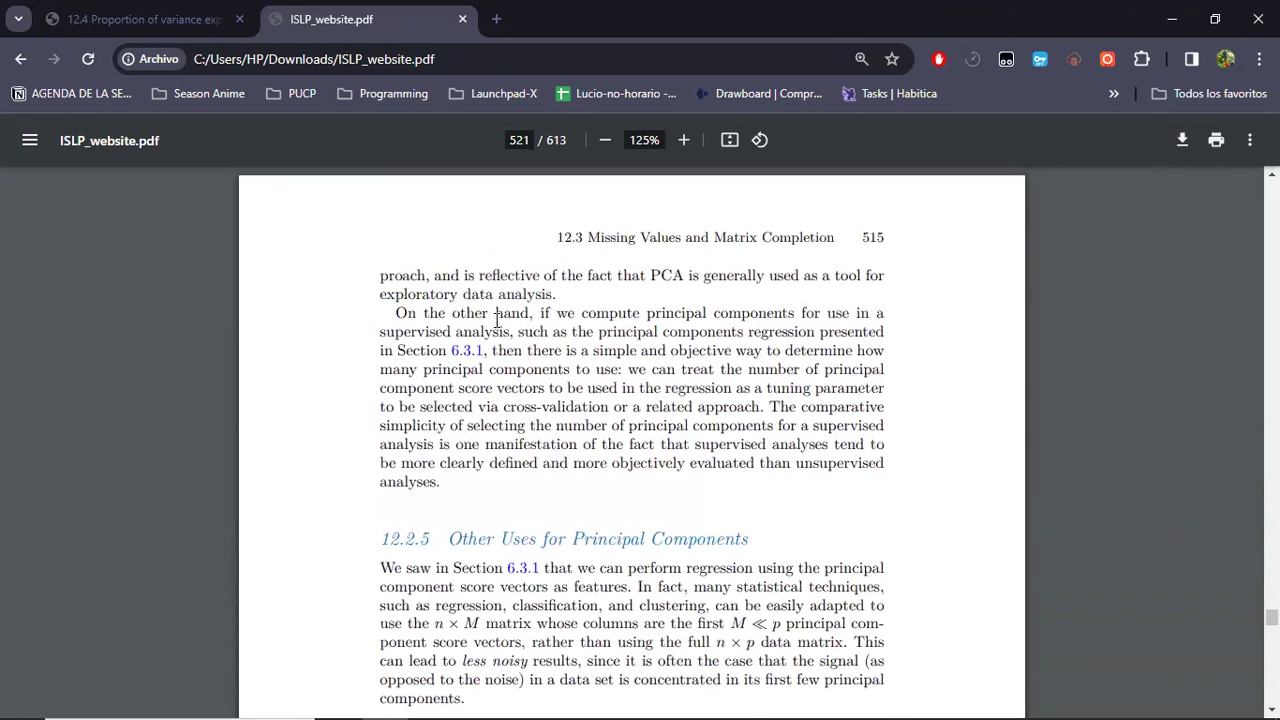 12.4 Proportion of variance exp
ISLP_website.pdf
Archivo
C:/Users/HP/Downloads/ISLP_website.pdf
AGENDA DE LA SE...
Season Anime
PUCP
Programming
Launchpad-X
Lucio-no-horario -...
Drawboard | Compr...
Tasks | Habitica
»
Todos los favoritos
ISLP_website.pdf
521 / 613
125%
12.3 Missing Values and Matrix Completion 515
proach, and is reflective of the fact that PCA is generally used as a tool for
exploratory data analysis.
On the other hand, if we compute principal components for use in a
supervised analysis, such as the principal components regression presented
in Section 6.3.1, then there is a simple and objective way to determine how
many principal components to use: we can treat the number of principal
component score vectors to be used in the regression as a tuning parameter
to be selected via cross-validation or a related approach. The comparative
simplicity of selecting the number of principal components for a supervised
analysis is one manifestation of the fact that supervised analyses tend to
be more clearly defined and more objectively evaluated than unsupervised
analyses.
12.2.5 Other Uses for Principal Components
We saw in Section 6.3.1 that we can perform regression using the principal
component score vectors as features. In fact, many statistical techniques,
such as regression, classification, and clustering, can be easily adapted to
use the n × M matrix whose columns are the first M ≪ p principal com-
ponent score vectors, rather than using the full n × p data matrix. This
can lead to less noisy results, since it is often the case that the signal (as
opposed to the noise) in a data set is concentrated in its first few principal
components.